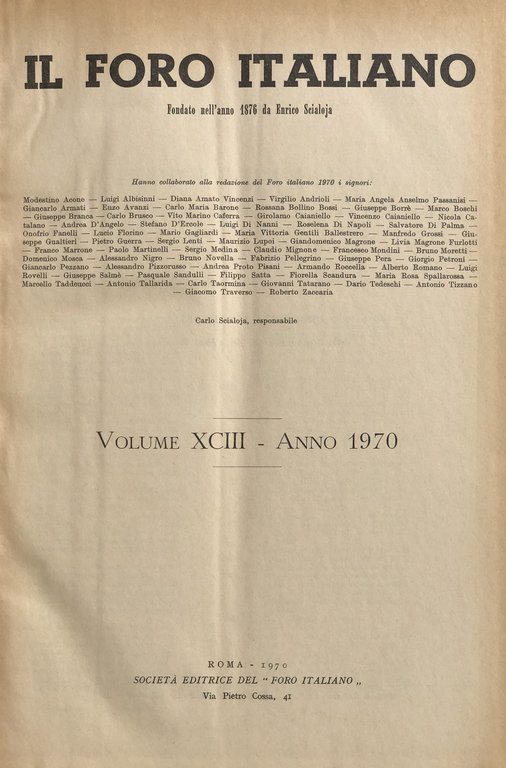 IL FORO ITALIANO
Fondato nell'anno 1876 da Enrico Scialoja
Hanno collaborato alla redazione del Foro italiano 1970 i signori:
Modestino Acone — Luigi Albisinni — Diana Amato Vincenzi — Virgilio Andrioli — Maria Angela Anselmo Passanisi —
Giancarlo Armati — Enzo Avanzi — Carlo Maria Barone — Rossana Bollino Bossi — Giuseppe Borrè — Marco Boschi
— Giuseppe Branca — Carlo Brusco — Vito Marino Caferra — Girolamo Caianiello — Vincenzo Caianiello — Nicola Ca-
talano — Andrea D'Angelo — Stefano D'Ercole — Luigi Di Nanni — Roselena Di Napoli — Salvatore Di Palma —
Onofrio Fanelli — Lucio Florino — Mario Gagliardi — Maria Vittoria Gentili Ballestrero — Manfredo Grossi — Giu-
seppe Gualtieri — Pietro Guerra — Sergio Lenti — Maurizio Lupoi — Giandomenico Magrone — Livia Magrone Furlotti
— Franco Marrone — Paolo Martinelli — Sergio Medina — Claudio Mignone — Francesco Mondini — Bruno Moretti —
Domenico Mosca — Alessandro Nigro — Bruno Novella — Fabrizio Pellegrino — Giuseppe Pera — Giorgio Petroni —
Giancarlo Pezzano — Alessandro Pizzorusso — Andrea Proto Pisani — Armando Roccella — Alberto Romano — Luigi
Rovelli — Giuseppe Salmè — Pasquale Sandulli — Filippo Satta — Fiorella Scandura — Maria Rosa Spallarossa —
Marcello Taddeucci — Antonio Tallarida — Carlo Taormina — Giovanni Tatarano — Dario Tedeschi — Antonio Tizzano
— Giacomo Traverso — Roberto Zaccaria
Carlo Scialoja, responsabile
VOLUME XCIII - ANNO 1970
ROMA - 1970
SOCIETÀ EDITRICE DEL " FORO ITALIANO „
Via Pietro Cossa, 41